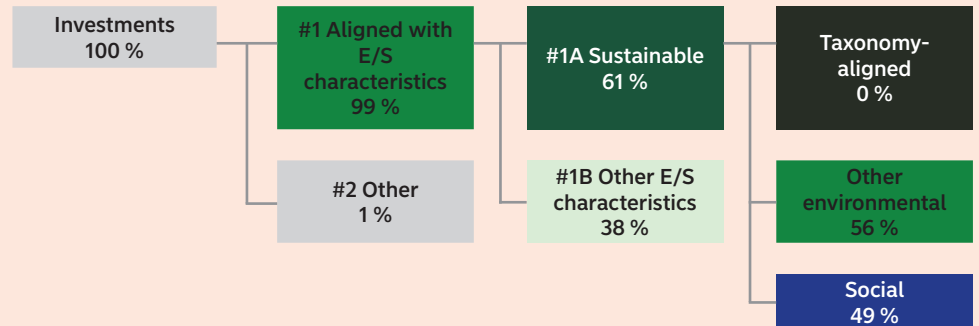 Investments
100 %
#1 Aligned with
E/S
characteristics
99 %
#1A Sustainable
61 %
Taxonomy-
aligned
0 %
#2 Other
1 %
#1B Other E/S
characteristics
38 %
Other
environmental
56 %
Social
49 %